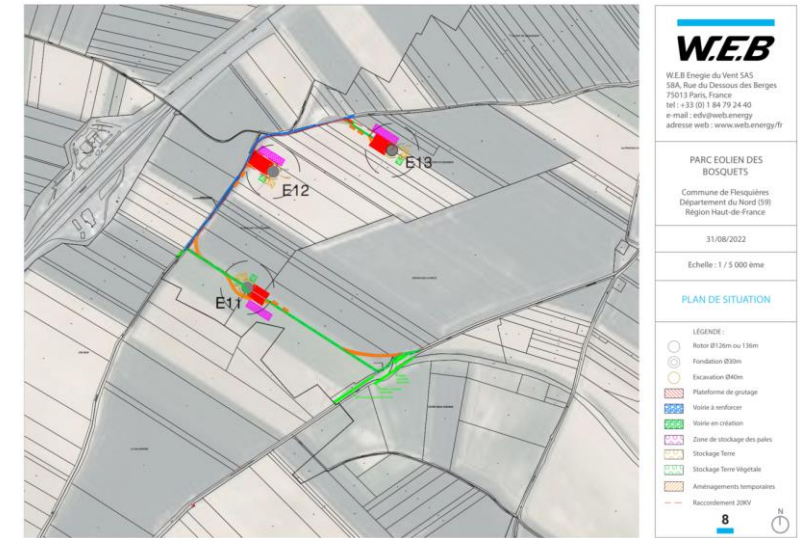 E13
E12
E11
W.E.B
W.E.B Enegie du Vent SAS
58A, Rue du Dessous des Berges
75013 Paris, France
tel : +33 (0) 1 84 79 24 40
e-mail : edv@web.energy
adresse web : www.web.energy/fr
PARC EOLIEN DES
BOSQUETS
Commune de Flesquières
Département du Nord (59)
Région Haut-de-France
31/08/2022
Echelle : 1 / 5 000 ème
PLAN DE SITUATION
LÉGENDE :
Rotor Ø126m ou 136m
Fondation Ø30m
Excavation Ø40m
Plateforme de grutage
Voirie à renforcer
Voirie en création
Zone de stockage des pales
Stockage Terre
Stockage Terre Végétale
Aménagements temporaires
Raccordement 20KV
8
N